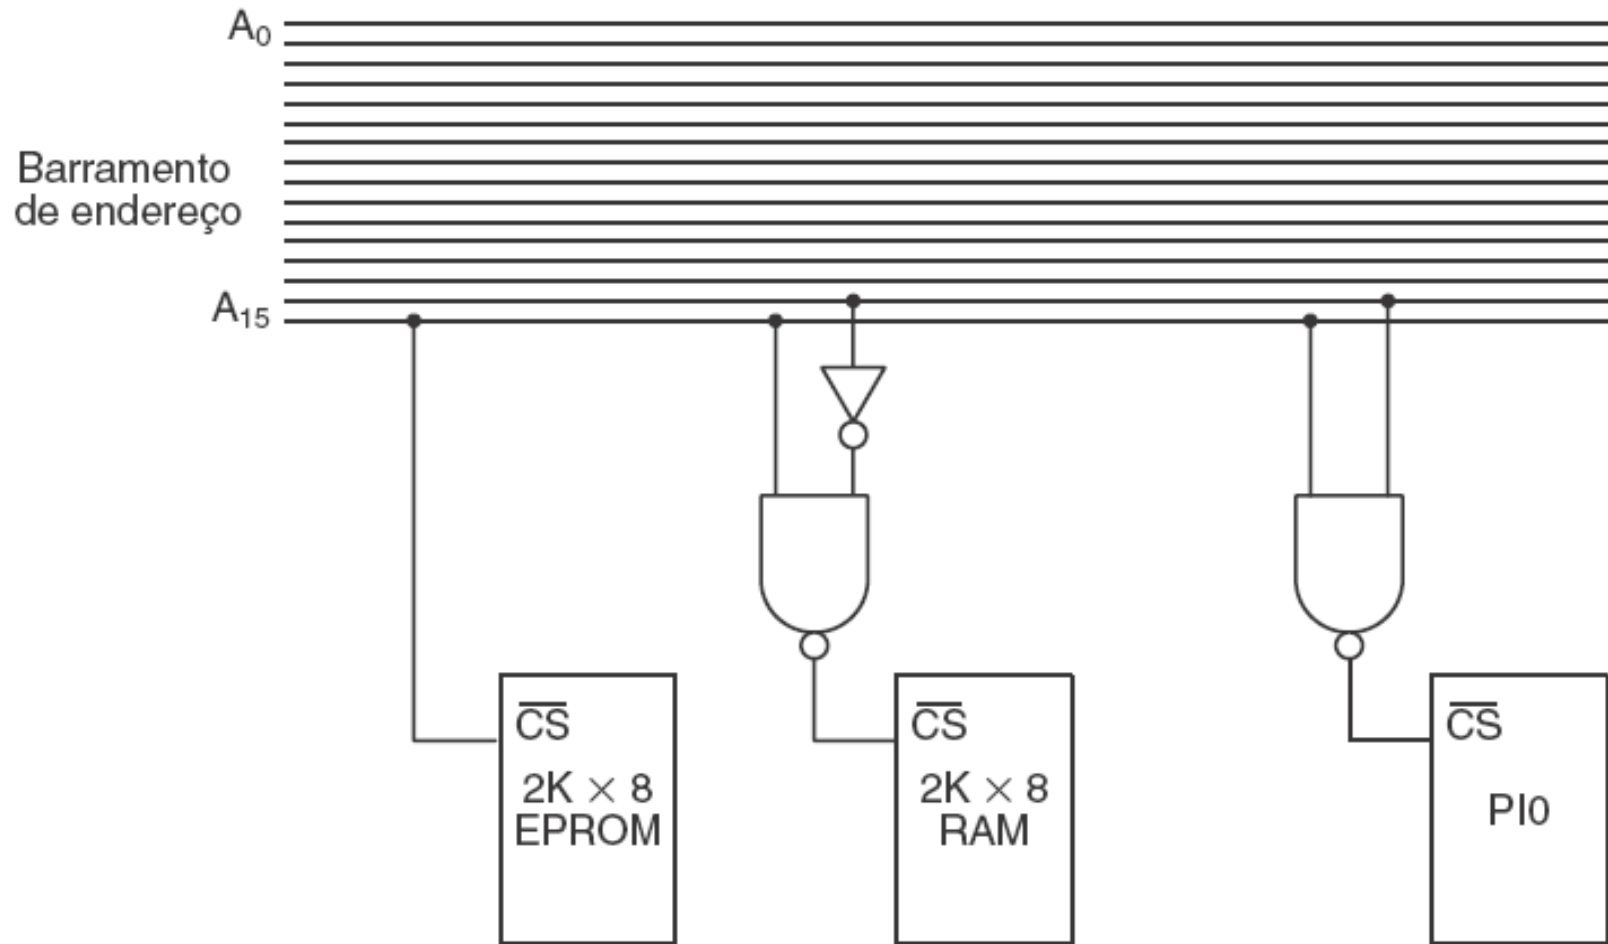 A₀
Barramento
de endereço
A₁₅
CS
2K × 8
EPROM
CS
2K × 8
RAM
CS
PI0